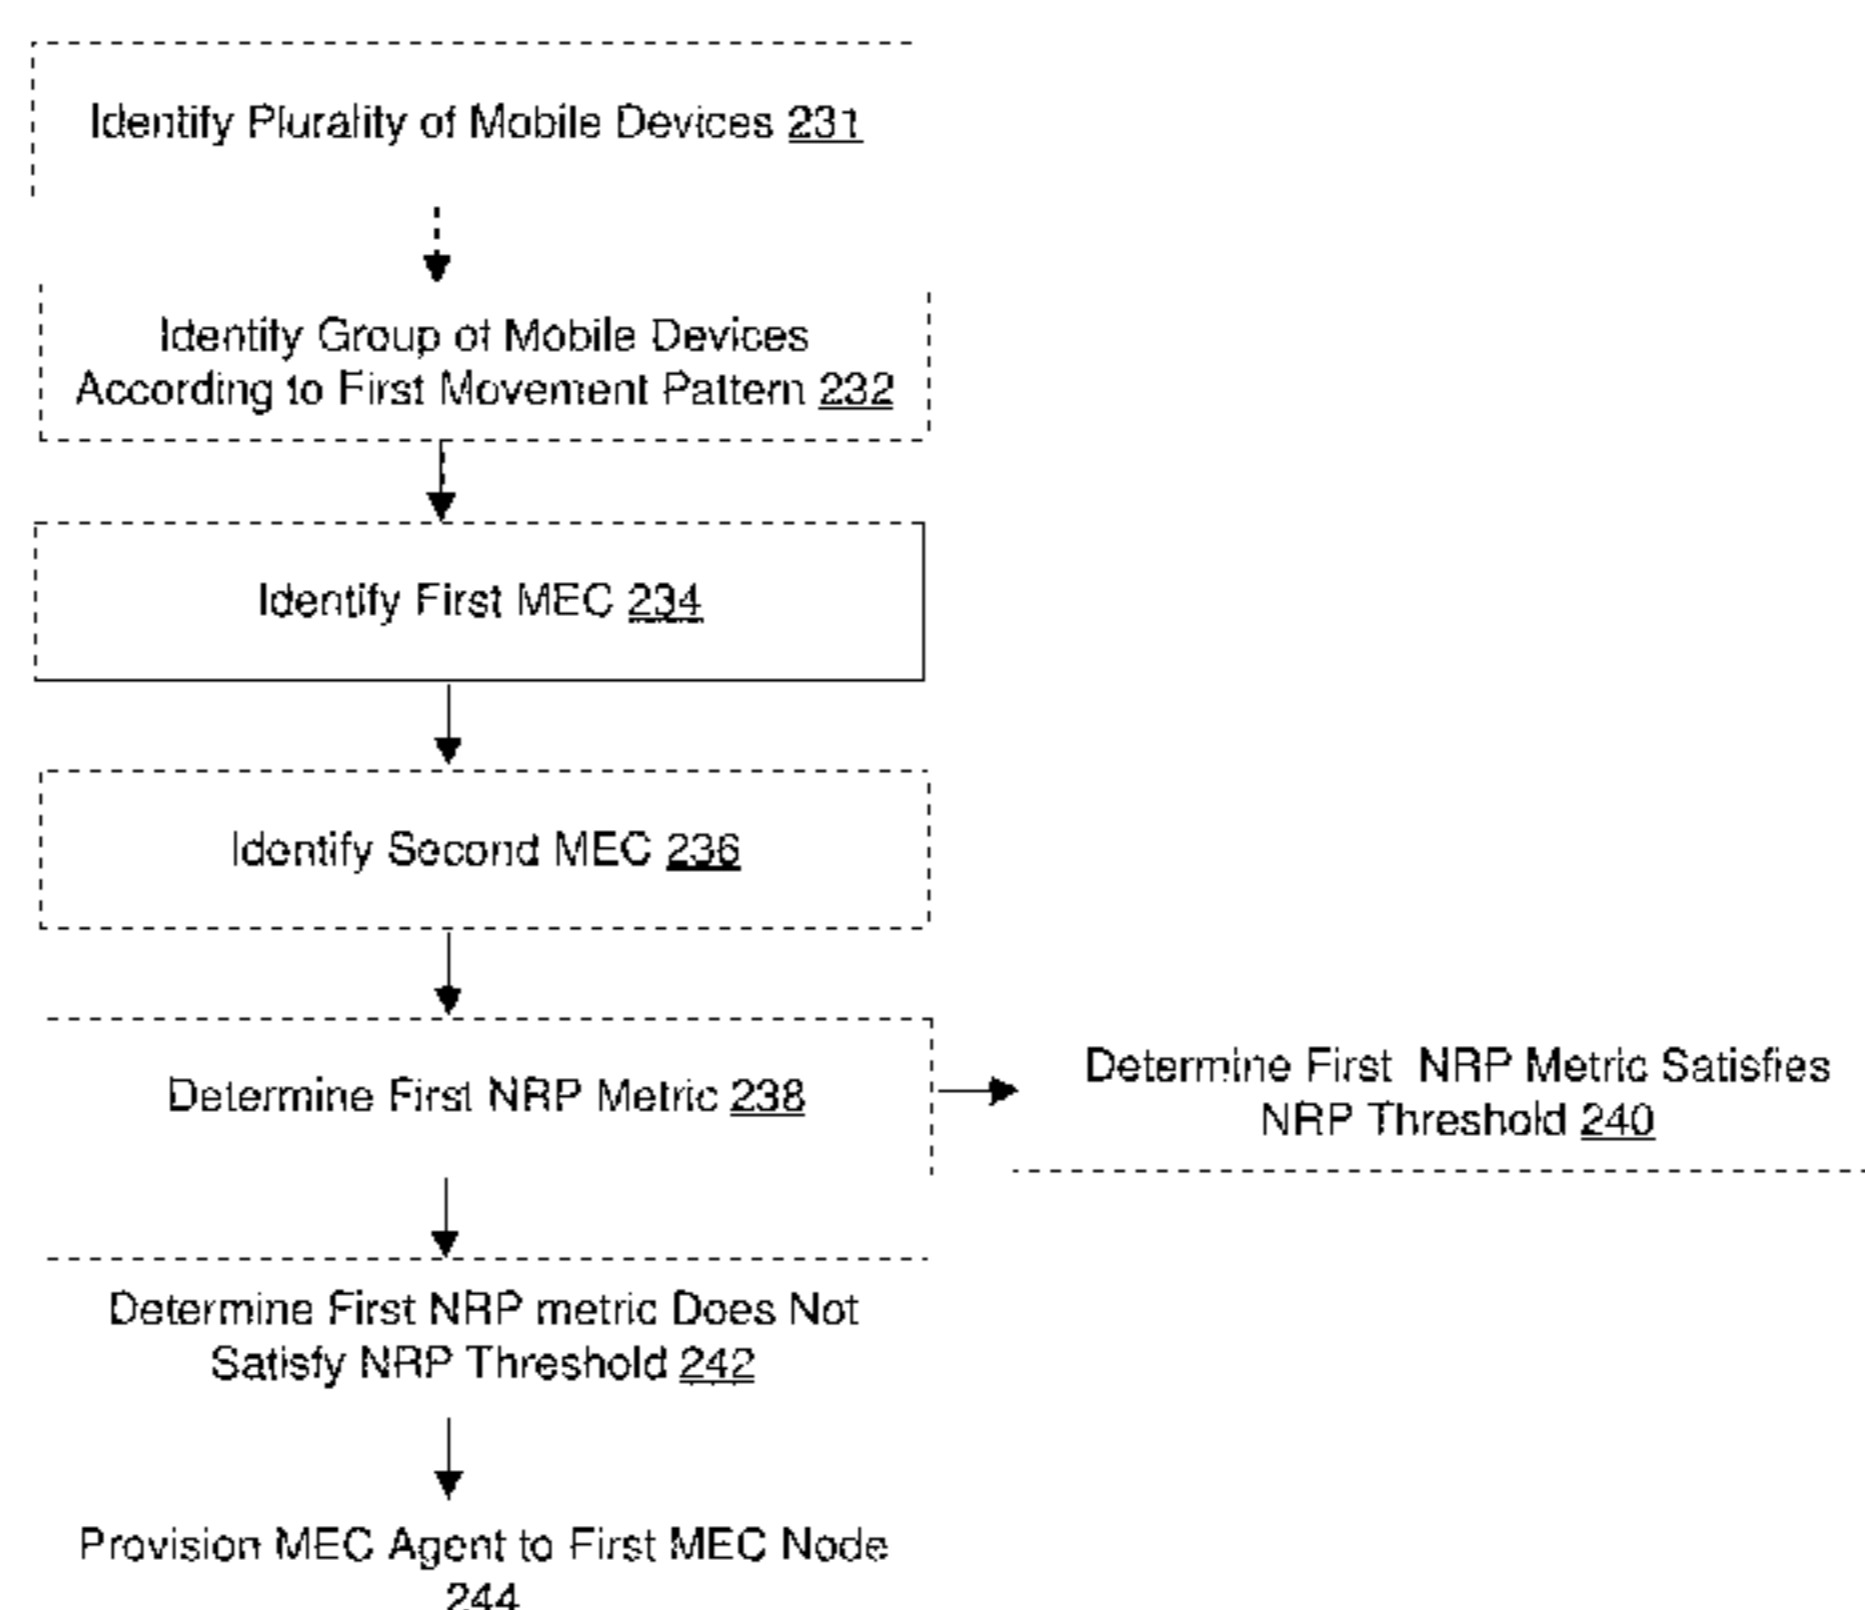 Identify Plurality of Mobile Devices 231
Identify Group of Mobile Devices
According to First Movement Pattern 232
Identify First MEC 234
Identify Second MEC 236
Determine First NRP Metric 238
Determine First NRP Metric Satisfies
NRP Threshold 240
Determine First NRP metric Does Not
Satisfy NRP Threshold 242
Provision MEC Agent to First MEC Node
244